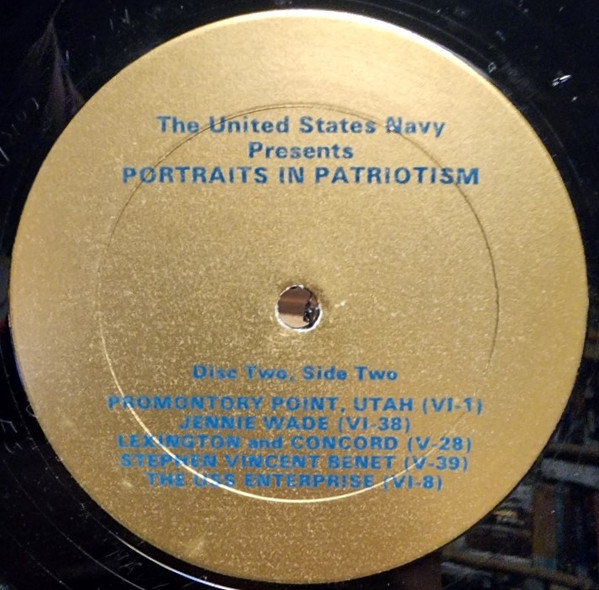 The United States Navy
Presents
PORTRAITS IN PATRIOTISM
Disc Two, Side Two
PROMONTORY POINT, UTAH (VI-1)
JENNIE WADE (VI-38)
LEXINGTON and CONCORD (V-28)
STEPHEN VINCENT BENET (V-39)
THE USS ENTERPRISE (VI-8)